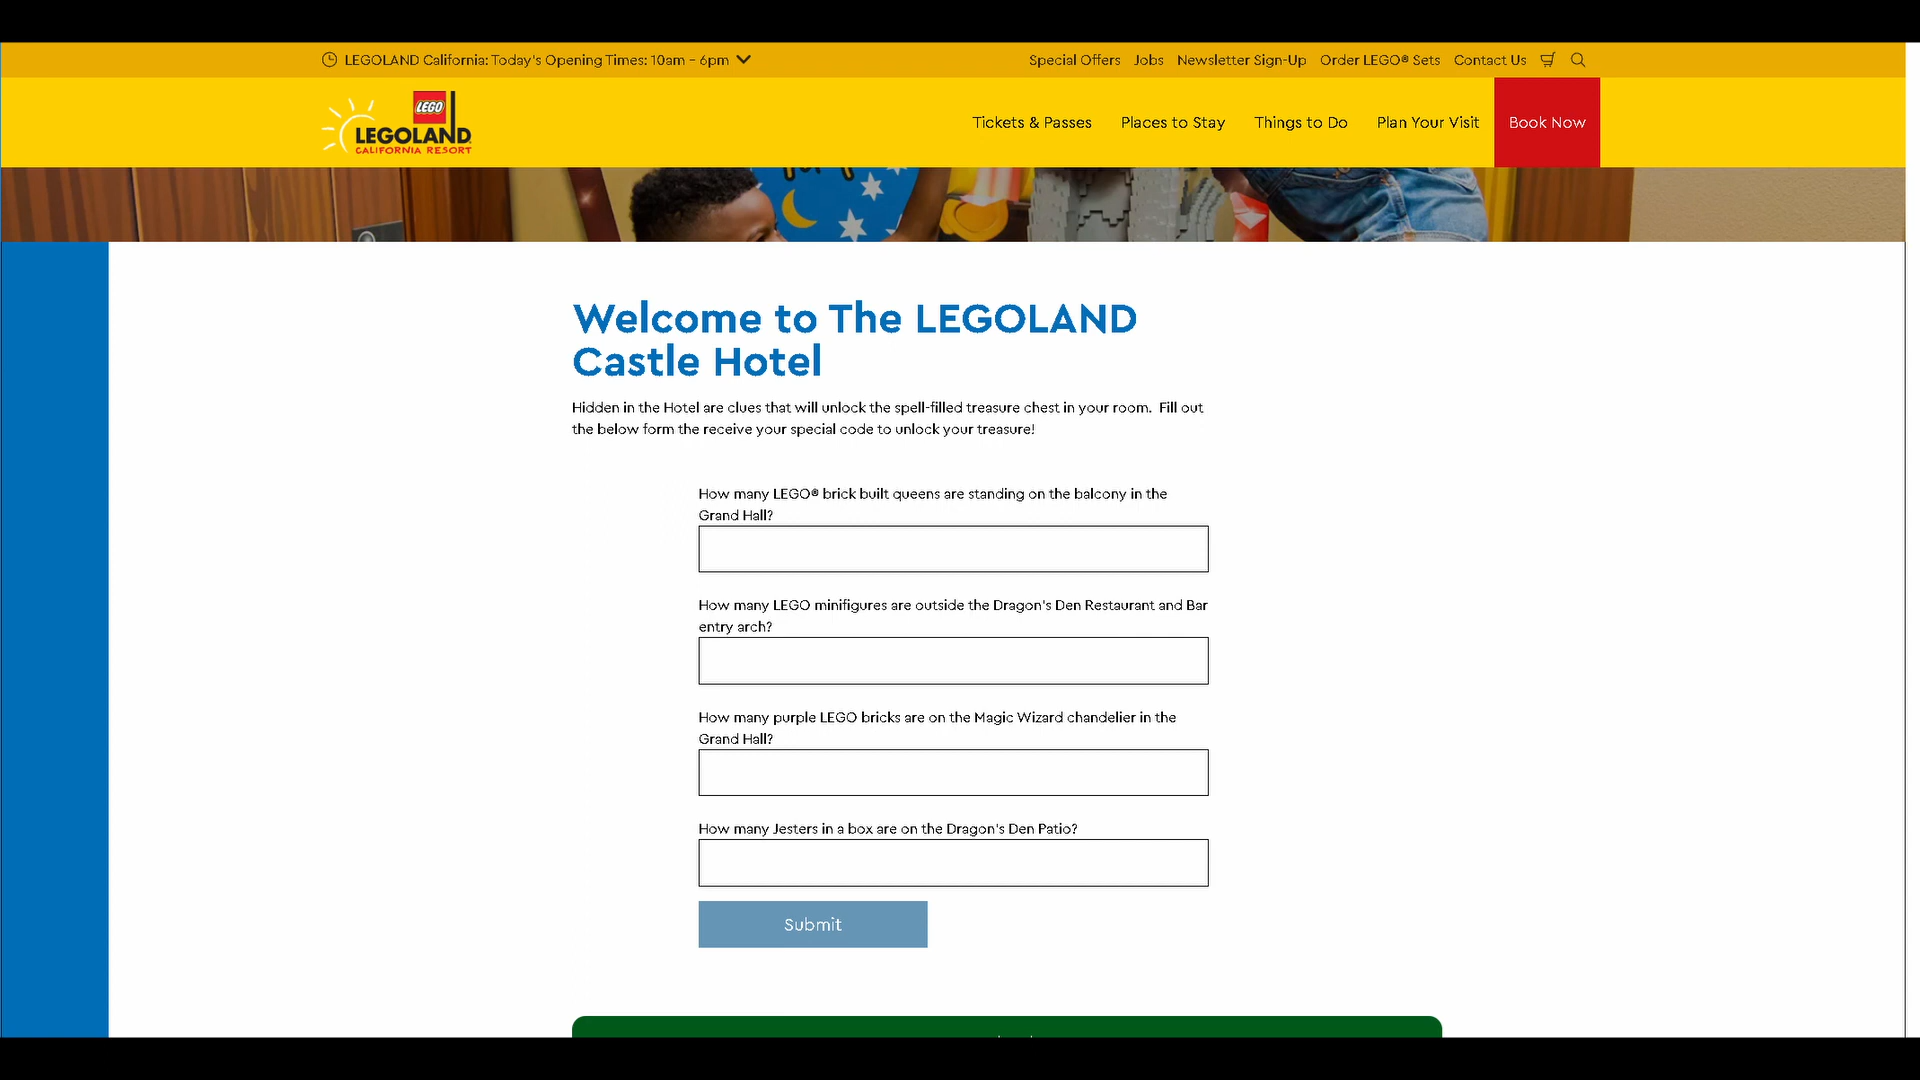 LEGOLAND California: Today's Opening Times: 10am - 6pm
Special Offers
Jobs
Newsletter Sign-Up
Order LEGO® Sets
Contact Us
LEGO
LEGOLAND
CALIFORNIA RESORT
Tickets & Passes
Places to Stay
Things to Do
Plan Your Visit
Book Now
Welcome to The LEGOLAND
Castle Hotel
Hidden in the Hotel are clues that will unlock the spell-filled treasure chest in your room. Fill out
the below form the receive your special code to unlock your treasure!
How many LEGO® brick built queens are standing on the balcony in the
Grand Hall?
How many LEGO minifigures are outside the Dragon's Den Restaurant and Bar
entry arch?
How many purple LEGO bricks are on the Magic Wizard chandelier in the
Grand Hall?
How many Jesters in a box are on the Dragon's Den Patio?
Submit